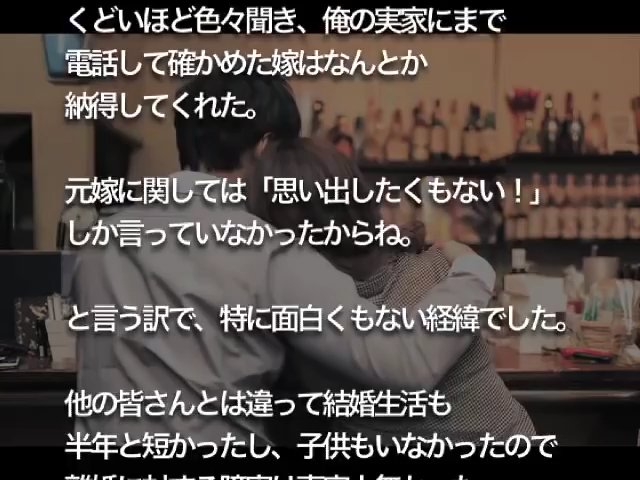 くどいほど色々聞き、俺の実家にまで
電話して確かめた嫁はなんとか
納得してくれた。
元嫁に関しては「思い出したくもない！」
しか言っていなかったからね。
と言う訳で、特に面白くもない経緯でした。
他の皆さんとは違って結婚生活も
半年と短かったし、子供もいなかったので